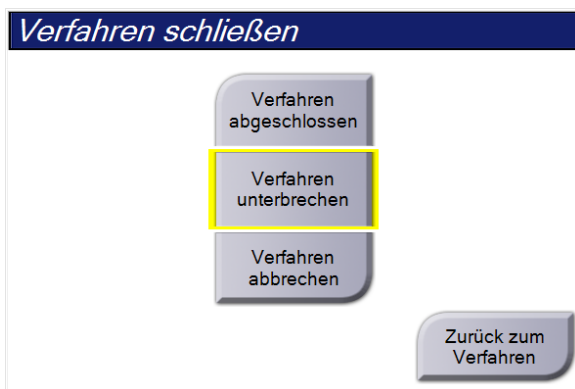 Verfahren schließen
Verfahren
abgeschlossen
Verfahren
unterbrechen
Verfahren
abbrechen
Zurück zum
Verfahren